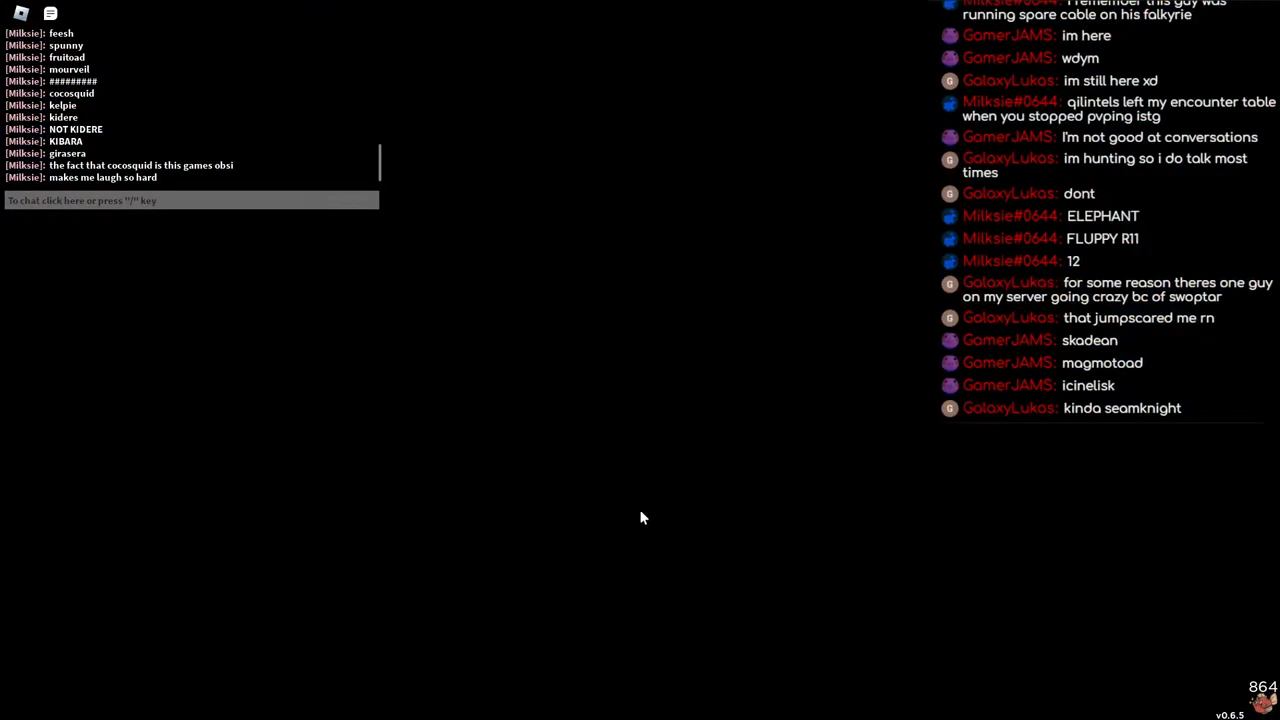 [Milksie]: feesh
[Milksie]: spunny
[Milksie]: fruitoad
[Milksie]: mourveil
[Milksie]: #########
[Milksie]: cocosquid
[Milksie]: kelpie
[Milksie]: kidere
[Milksie]: NOT KIDERE
[Milksie]: KIBARA
[Milksie]: girasera
[Milksie]: the fact that cocosquid is this games obsi
[Milksie]: makes me laugh so hard
To chat click here or press "/" key
Milksie#0644: i remember this guy was
running spare cable on his falkyrie
GamerJAMS: im here
GamerJAMS: wdym
G GalaxyLukas: im still here xd
Milksie#0644: qilintels left my encounter table
when you stopped pvping istg
GamerJAMS: I'm not good at conversations
G GalaxyLukas: im hunting so i do talk most
times
G GalaxyLukas: dont
Milksie#0644: ELEPHANT
Milksie#0644: FLUPPY R11
Milksie#0644: 12
G GalaxyLukas: for some reason theres one guy
on my server going crazy bc of swoptar
G GalaxyLukas: that jumpscared me rn
GamerJAMS: skadean
GamerJAMS: magmotoad
GamerJAMS: icinelisk
G GalaxyLukas: kinda seamknight
864
v0.6.5